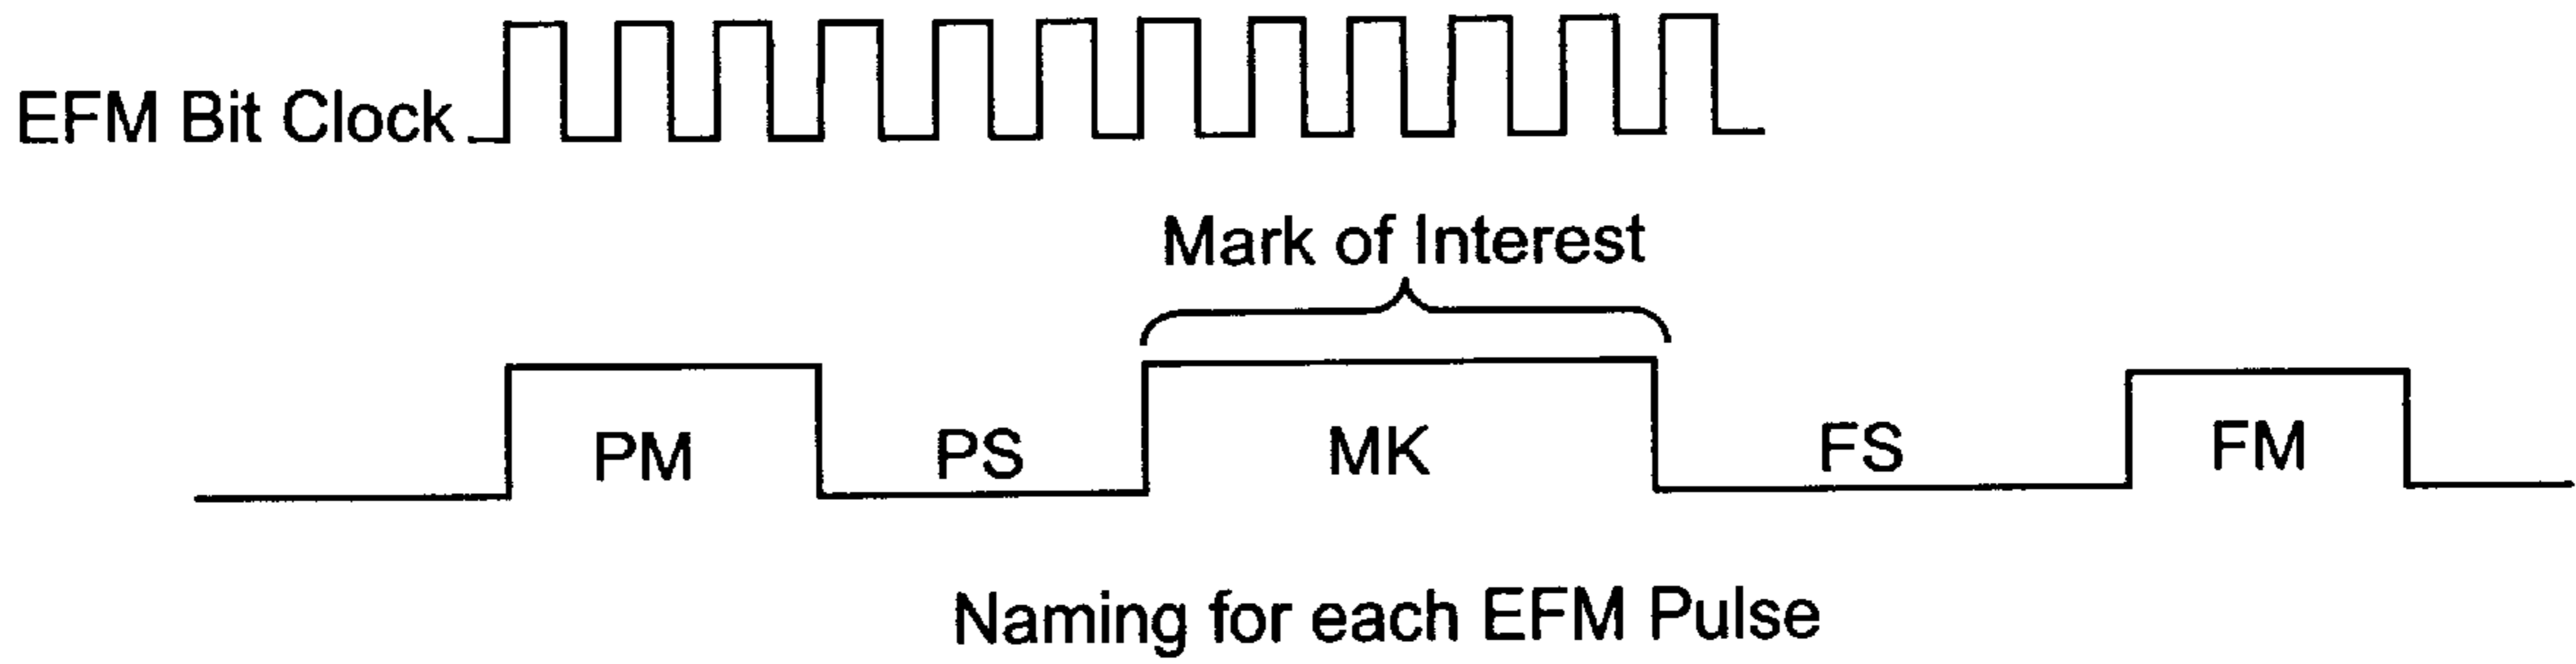 EFM Bit Clock
Mark of Interest
PM PS MK FS FM
Naming for each EFM Pulse